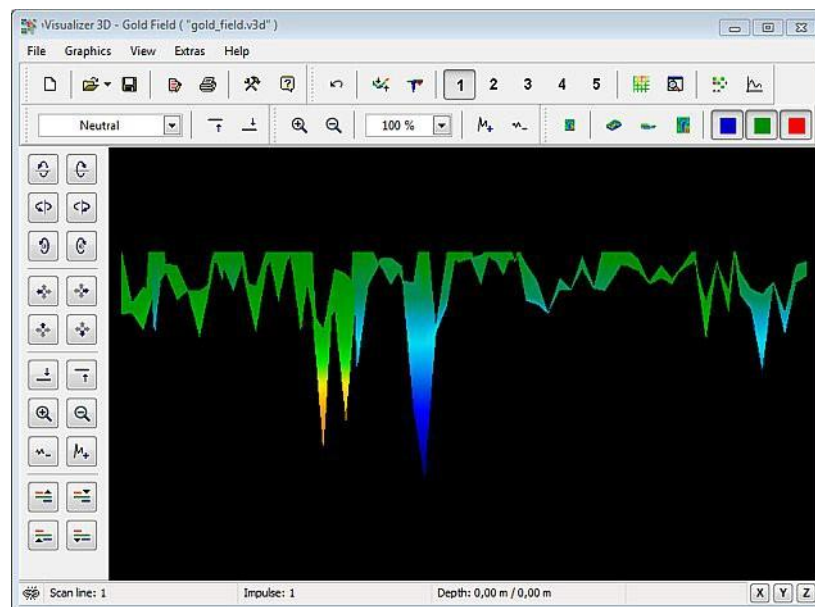 Visualizer 3D - Gold Field ( "gold_field.v3d" )
File Graphics View Extras Help
1 2 3 4 5
Neutral 100 %
Scan line: 1 Impulse: 1 Depth: 0,00 m / 0,00 m X Y Z